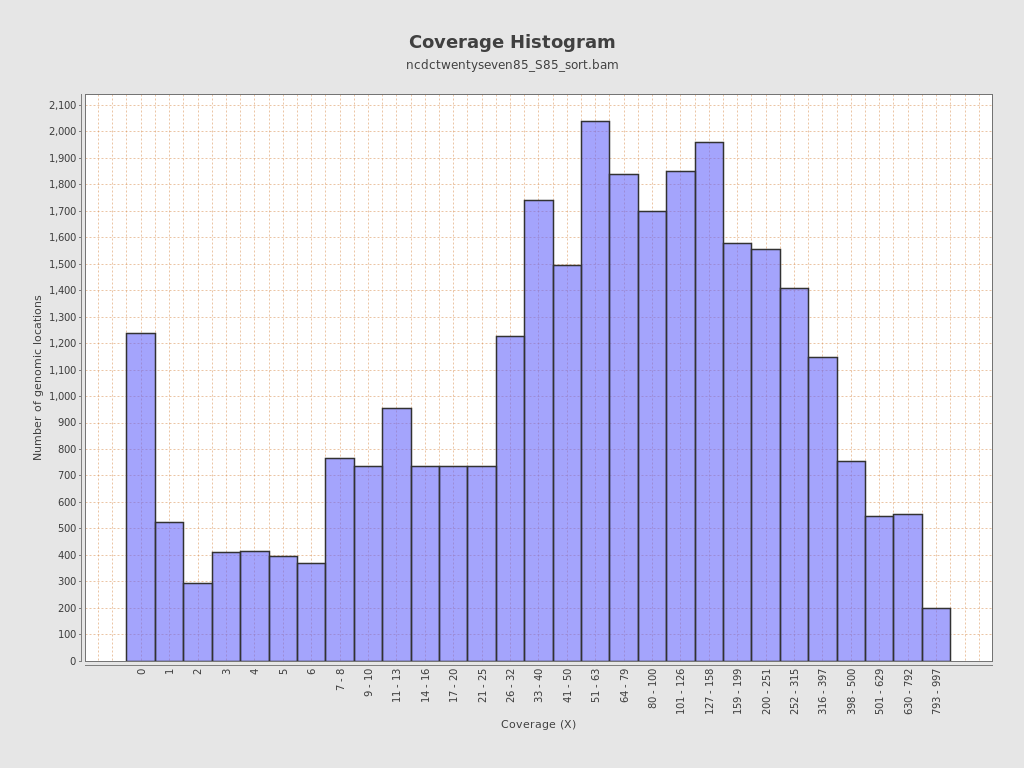 Coverage Histogram
ncdctwentyseven85_S85_sort.bam
Number of genomic locations
2,100
2,000
1,900
1,800
1,700
1,600
1,500
1,400
1,300
1,200
1,100
1,000
900
800
700
600
500
400
300
200
100
0
0
1
2
3
4
5
6
7 - 8
9 - 10
11 - 13
14 - 16
17 - 20
21 - 25
26 - 32
33 - 40
41 - 50
51 - 63
64 - 79
80 - 100
101 - 126
127 - 158
159 - 199
200 - 251
252 - 315
316 - 397
398 - 500
501 - 629
630 - 792
793 - 997
Coverage (X)